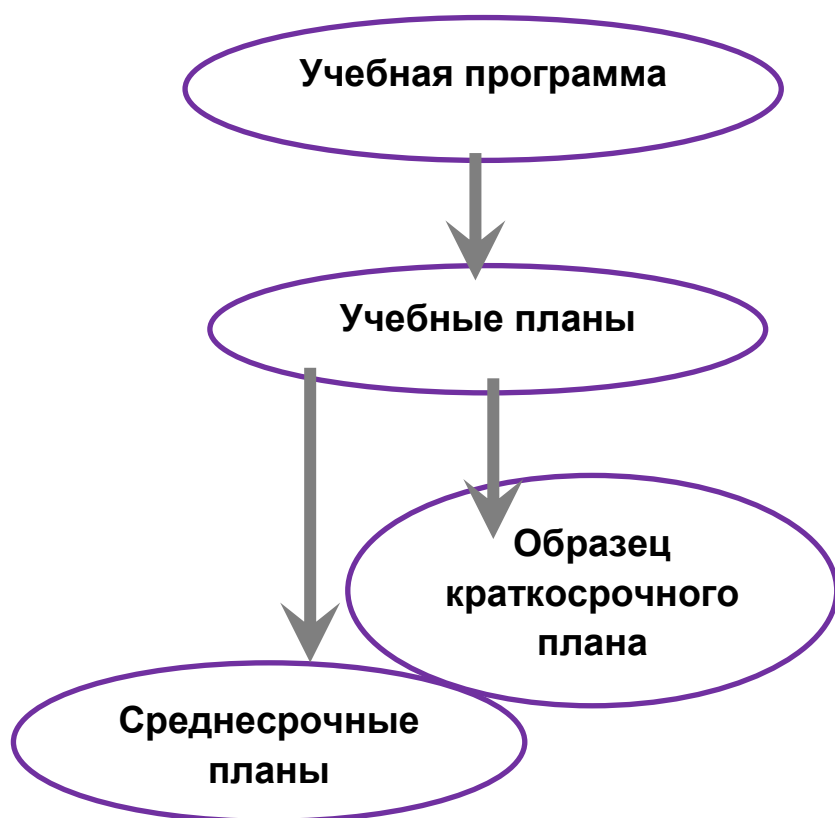 Учебная программа
Учебные планы
Образец
краткосрочного
плана
Среднесрочные
планы